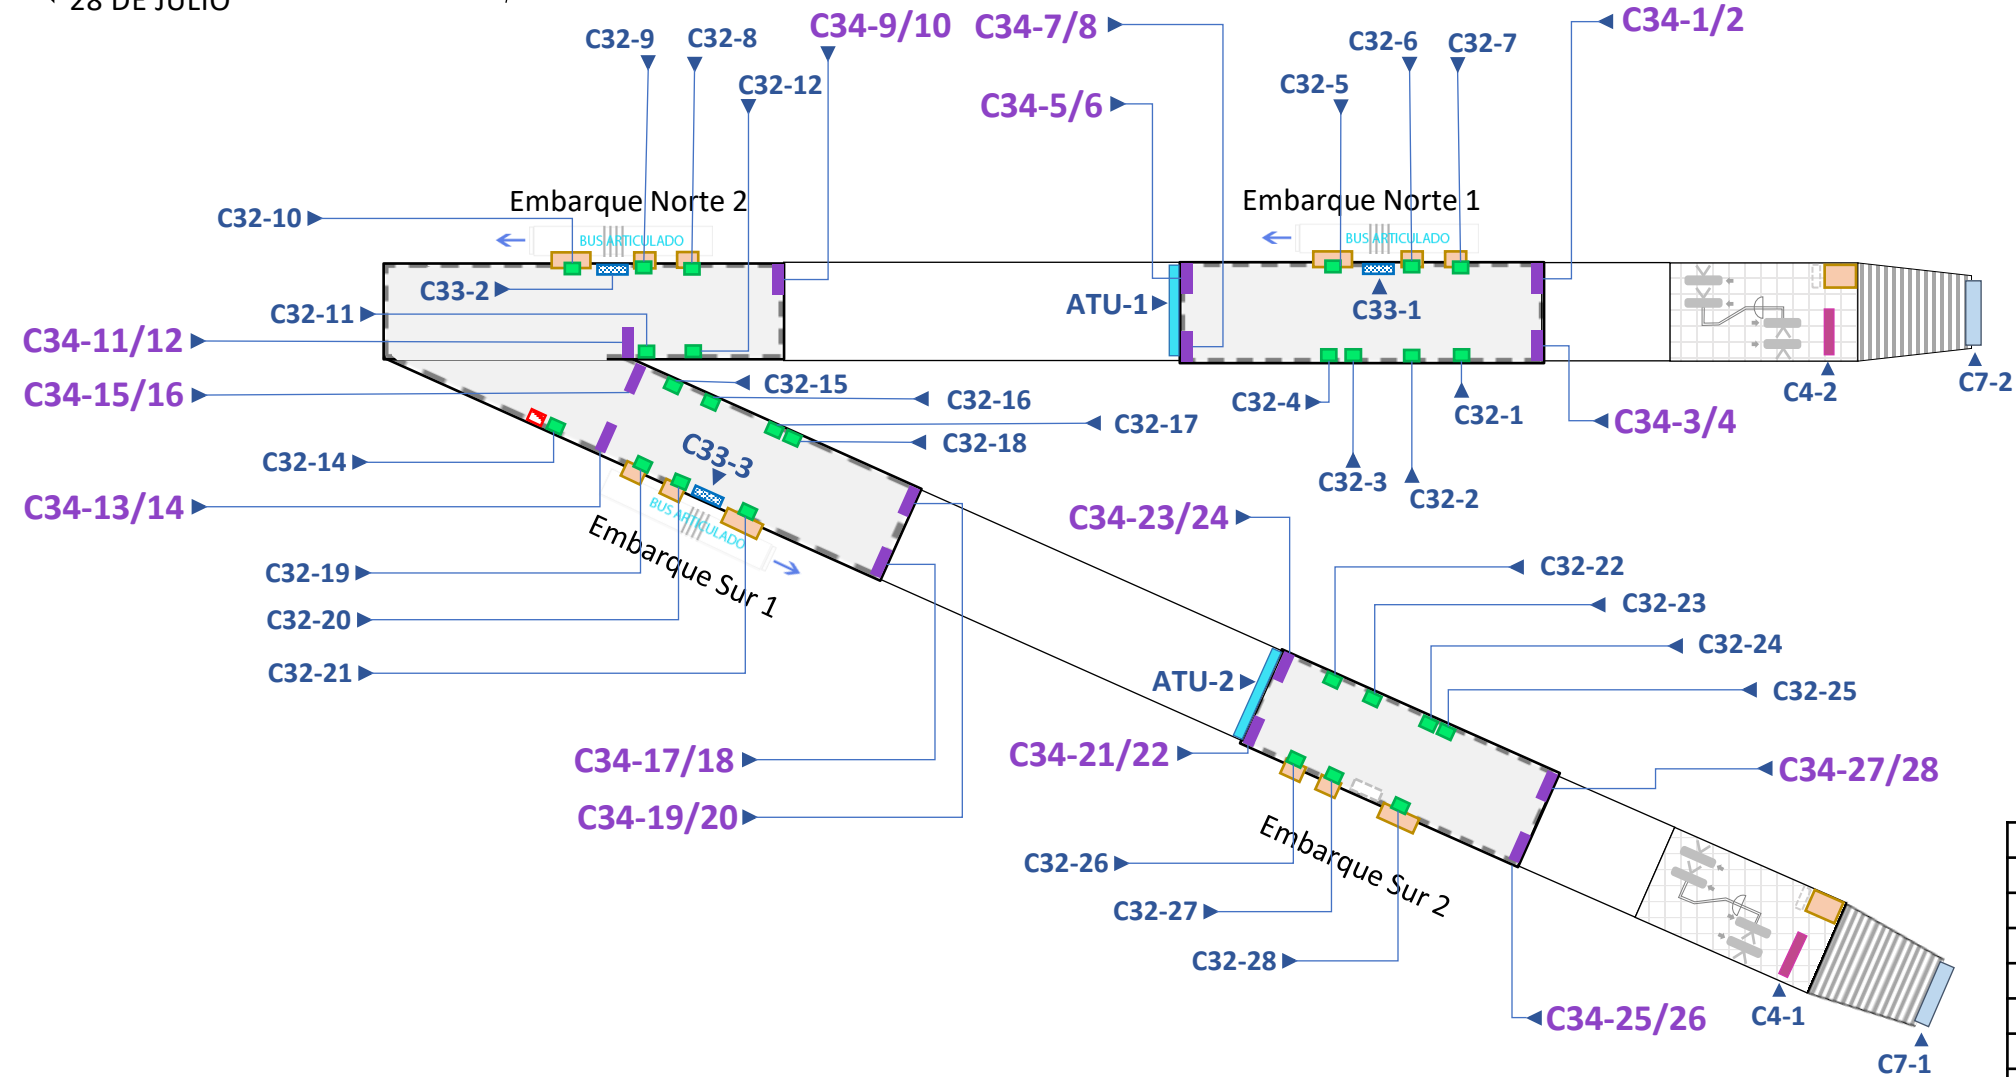 28 DE JULIO
C34-9/10
C34-7/8
C34-1/2
C32-9
C32-8
C32-6
C32-7
C32-12
C32-5
C34-5/6
Embarque Norte 2
Embarque Norte 1
C32-10
BUS ARTICULADO
BUS ARTICULADO
C33-2
ATU-1
C33-1
C32-11
C34-11/12
C34-15/16
C32-15
C32-16
C32-4
C32-1
C4-2
C7-2
C32-17
C34-3/4
C32-18
C33-3
C32-14
C32-3
C32-2
C34-13/14
BUS ARTICULADO
C34-23/24
Embarque Sur 1
C32-19
C32-22
C32-20
C32-23
C32-21
C32-24
ATU-2
C32-25
C34-17/18
C34-21/22
C34-27/28
C34-19/20
Embarque Sur 2
C32-26
C32-27
C32-28
C34-25/26
C4-1
C7-1